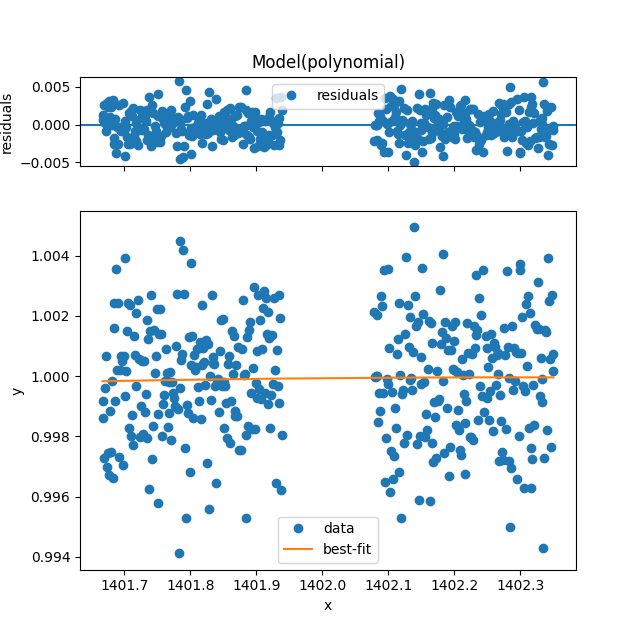 Model(polynomial)
0.005
0.000
−0.005
residuals
residuals
1.004
1.002
1.000
0.998
0.996
0.994
y
data
best-fit
1401.7 1401.8 1401.9 1402.0 1402.1 1402.2 1402.3
x